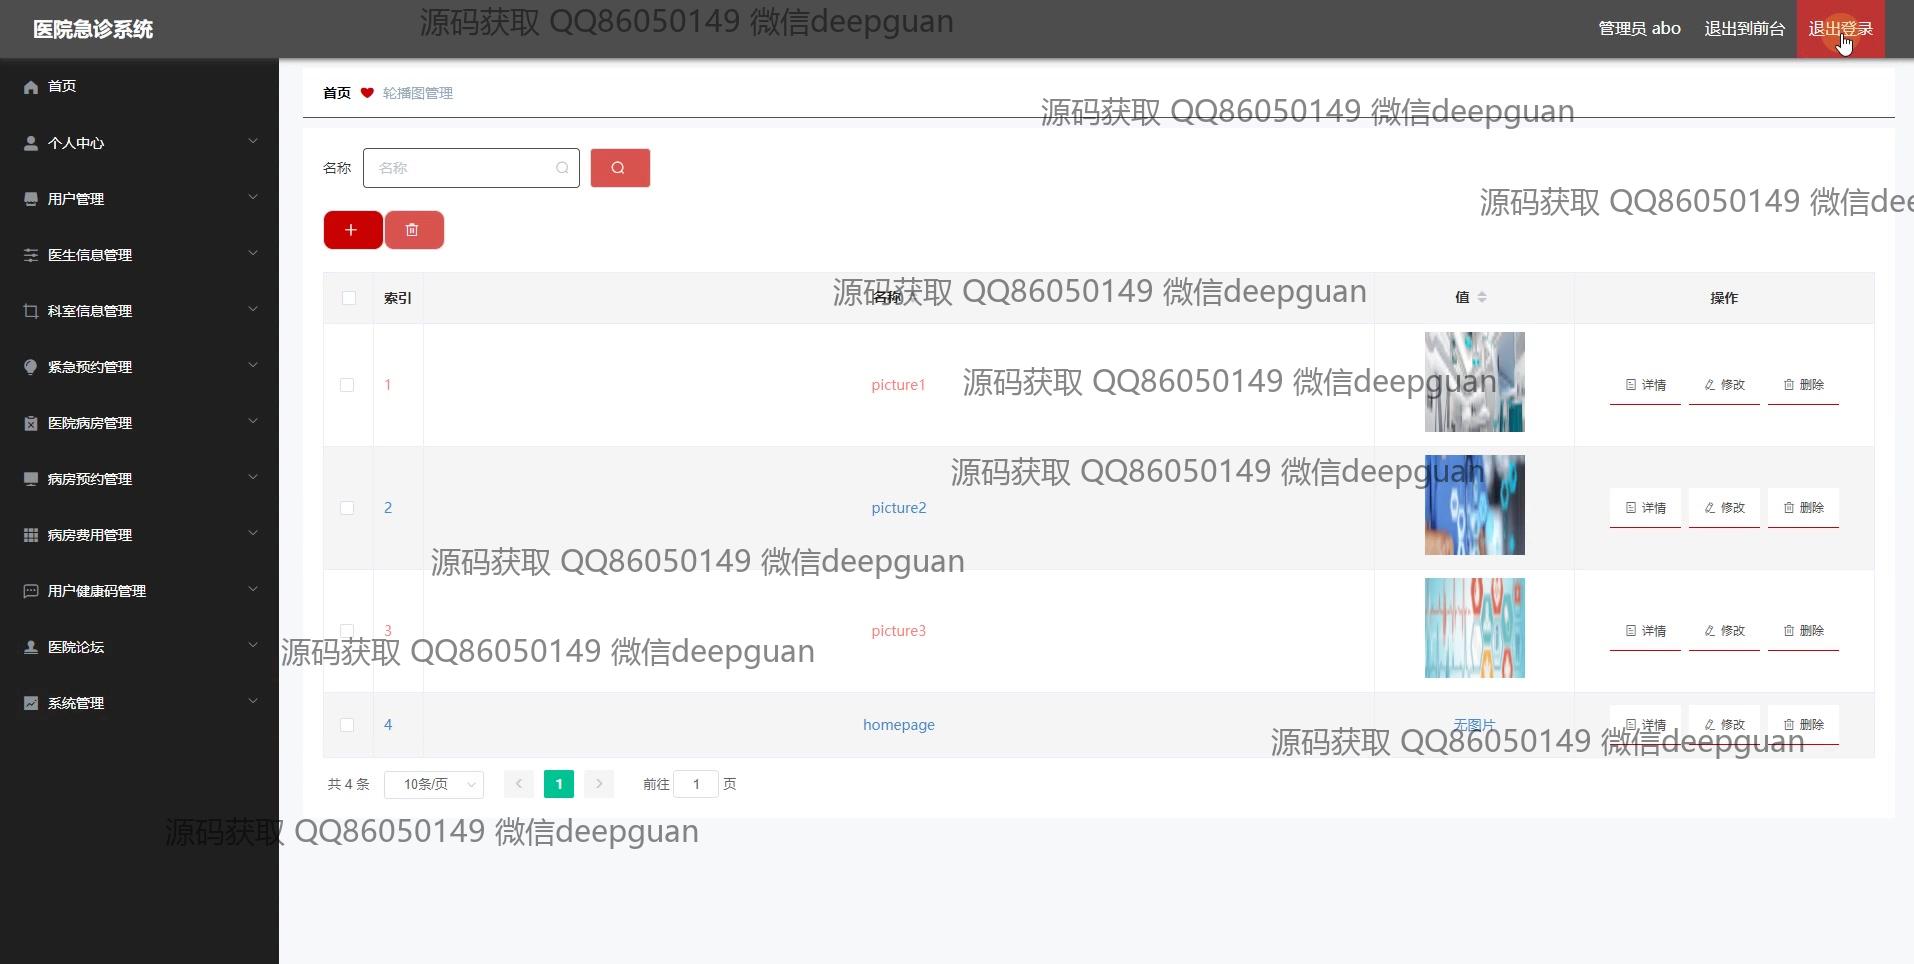 医院急诊系统
源码获取 QQ86050149 微信deepguan
管理员 abo 退出到前台 退出登录
首页
首页 轮播图管理
源码获取 QQ86050149 微信deepguan
个人中心
名称 名称
用户管理
源码获取 QQ86050149 微信dee
医生信息管理
源码获取 QQ86050149 微信deepguan
索引 名称 值 操作
科室信息管理
紧急预约管理
1 picture1 详情 修改 删除
源码获取 QQ86050149 微信deepguan
医院病房管理
源码获取 QQ86050149 微信deepguan
病房预约管理
2 picture2 详情 修改 删除
病房费用管理
源码获取 QQ86050149 微信deepguan
用户健康码管理
3 picture3 详情 修改 删除
医院论坛
源码获取 QQ86050149 微信deepguan
系统管理
4 homepage 无图片 详情 修改 删除
源码获取 QQ86050149 微信deepguan
共 4 条 10条/页 1 前往 1 页
源码获取 QQ86050149 微信deepguan